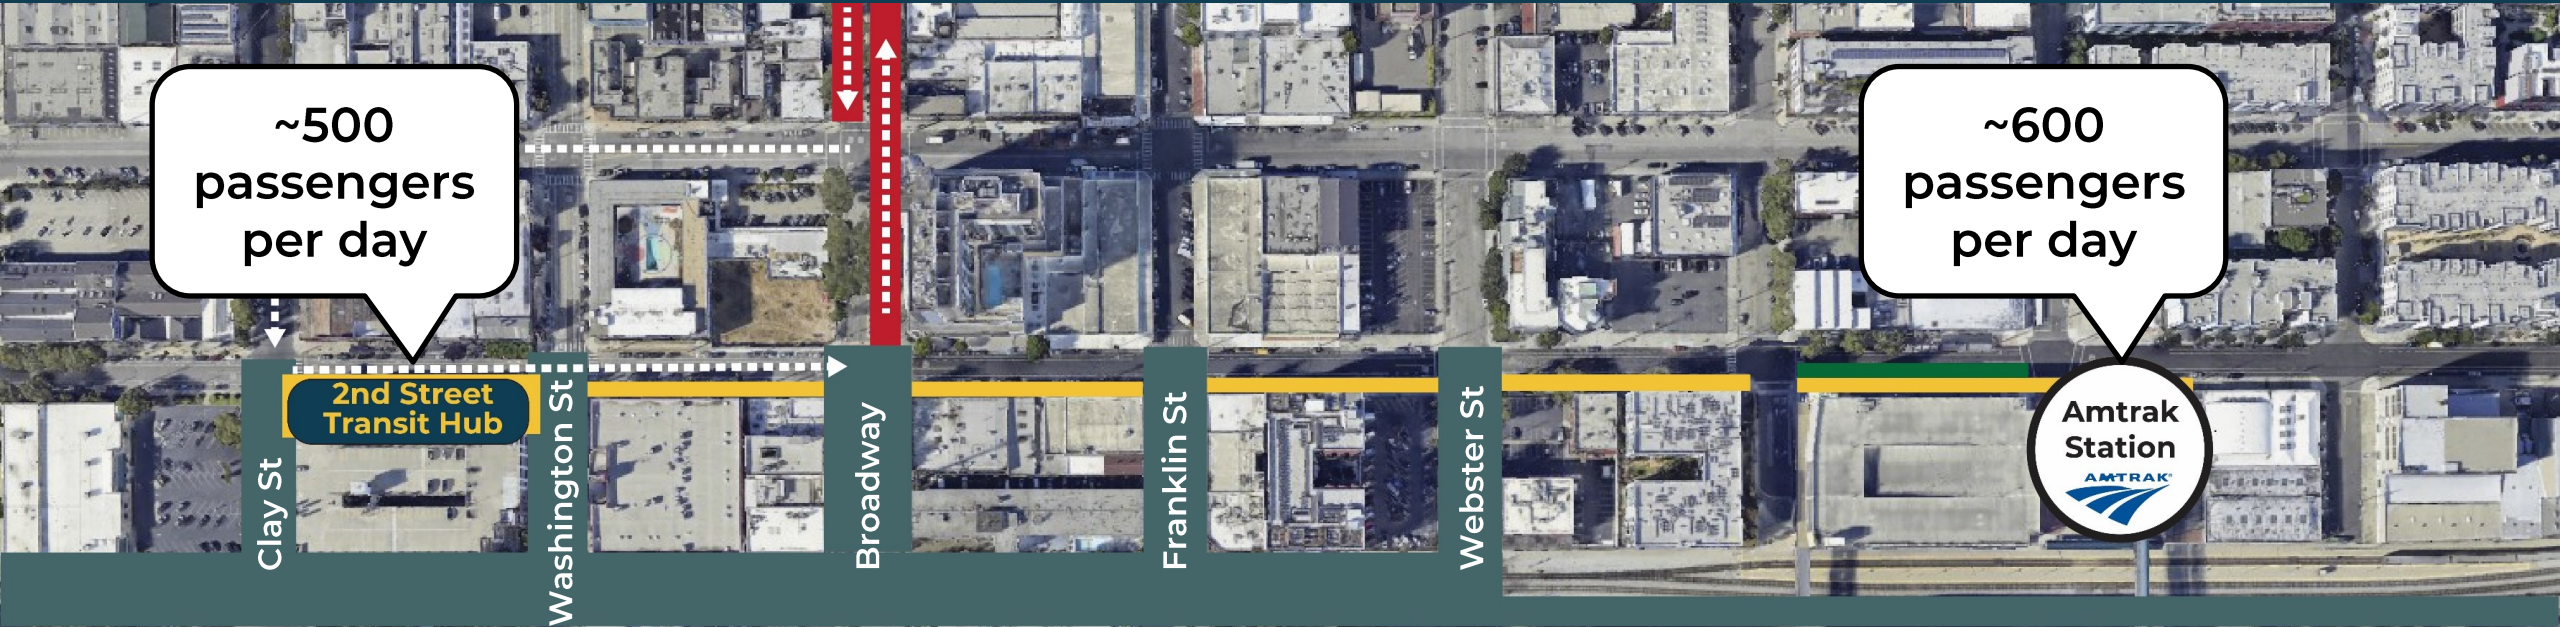 ~500
passengers
per day
~600
passengers
per day
2nd Street
Transit Hub
Clay St
Washington St
Broadway
Franklin St
Webster St
Amtrak
Station
AMTRAK